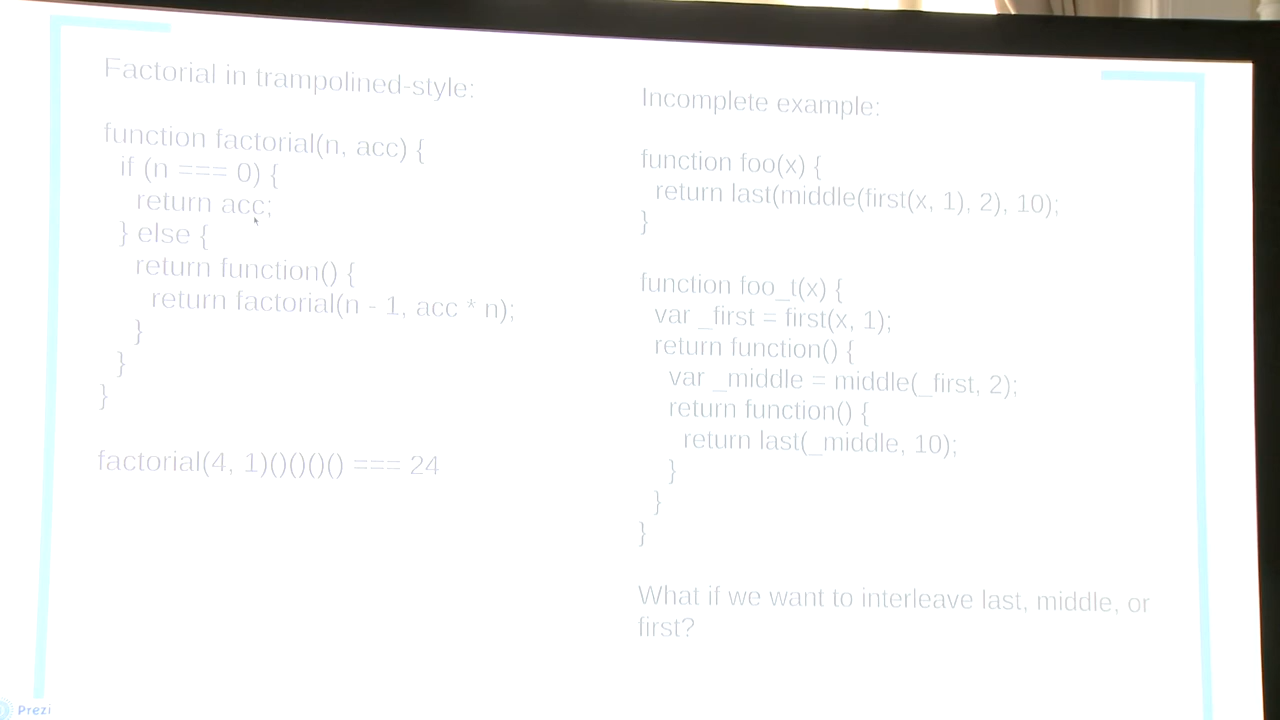 Factorial in trampolined-style:
function factorial(n, acc) {
if (n === 0) {
return acc;
} else {
return function() {
return factorial(n - 1, acc * n);
}
}
}
factorial(4, 1)()()()() === 24
Incomplete example:
function foo(x) {
return last(middle(first(x, 1), 2), 10);
}
function foo_t(x) {
var _first = first(x, 1);
return function() {
var _middle = middle(_first, 2);
return function() {
return last(_middle, 10);
}
}
}
What if we want to interleave last, middle, or
first?
Prezi